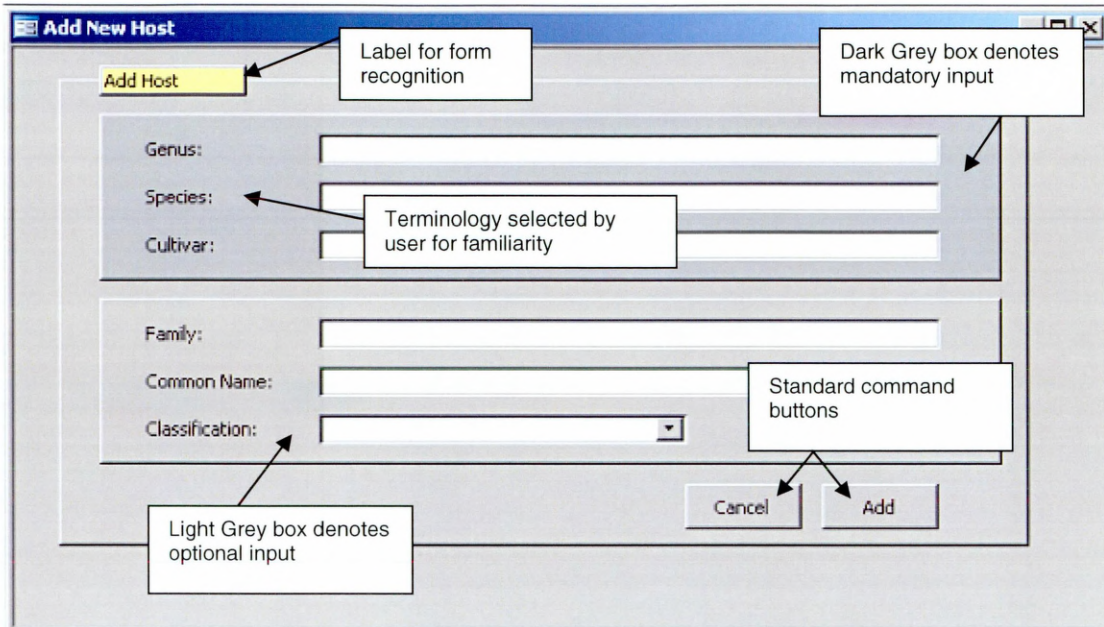 Add New Host
Label for form
recognition
Dark Grey box denotes
mandatory input
Add Host
Genus:
Species:
Terminology selected by
user for familiarity
Cultivar:
Family:
Common Name:
Standard command
buttons
Classification:
Cancel
Add
Light Grey box denotes
optional input